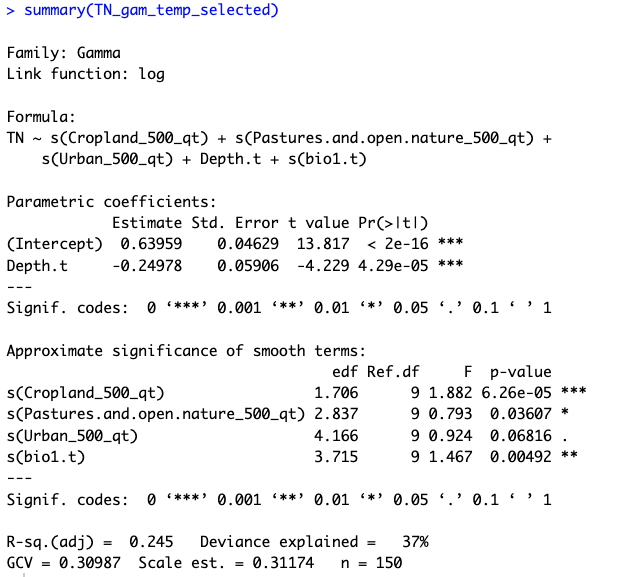 > summary(TN_gam_temp_selected)

Family: Gamma
Link function: log

Formula:
TN ~ s(Cropland_500_qt) + s(Pastures.and.open.nature_500_qt) +
    s(Urban_500_qt) + Depth.t + s(bio1.t)

Parametric coefficients:
            Estimate Std. Error t value Pr(>|t|)
(Intercept)  0.63959    0.04629  13.817  < 2e-16 ***
Depth.t     -0.24978    0.05906  -4.229 4.29e-05 ***
---
Signif. codes:  0 ‘***’ 0.001 ‘**’ 0.01 ‘*’ 0.05 ‘.’ 0.1 ‘ ’ 1

Approximate significance of smooth terms:
                                   edf Ref.df     F  p-value
s(Cropland_500_qt)               1.706      9 1.882 6.26e-05 ***
s(Pastures.and.open.nature_500_qt) 2.837      9 0.793  0.03607 *
s(Urban_500_qt)                  4.166      9 0.924  0.06816 .
s(bio1.t)                        3.715      9 1.467  0.00492 **
---
Signif. codes:  0 ‘***’ 0.001 ‘**’ 0.01 ‘*’ 0.05 ‘.’ 0.1 ‘ ’ 1

R-sq.(adj) =  0.245   Deviance explained =   37%
GCV = 0.30987  Scale est. = 0.31174   n = 150